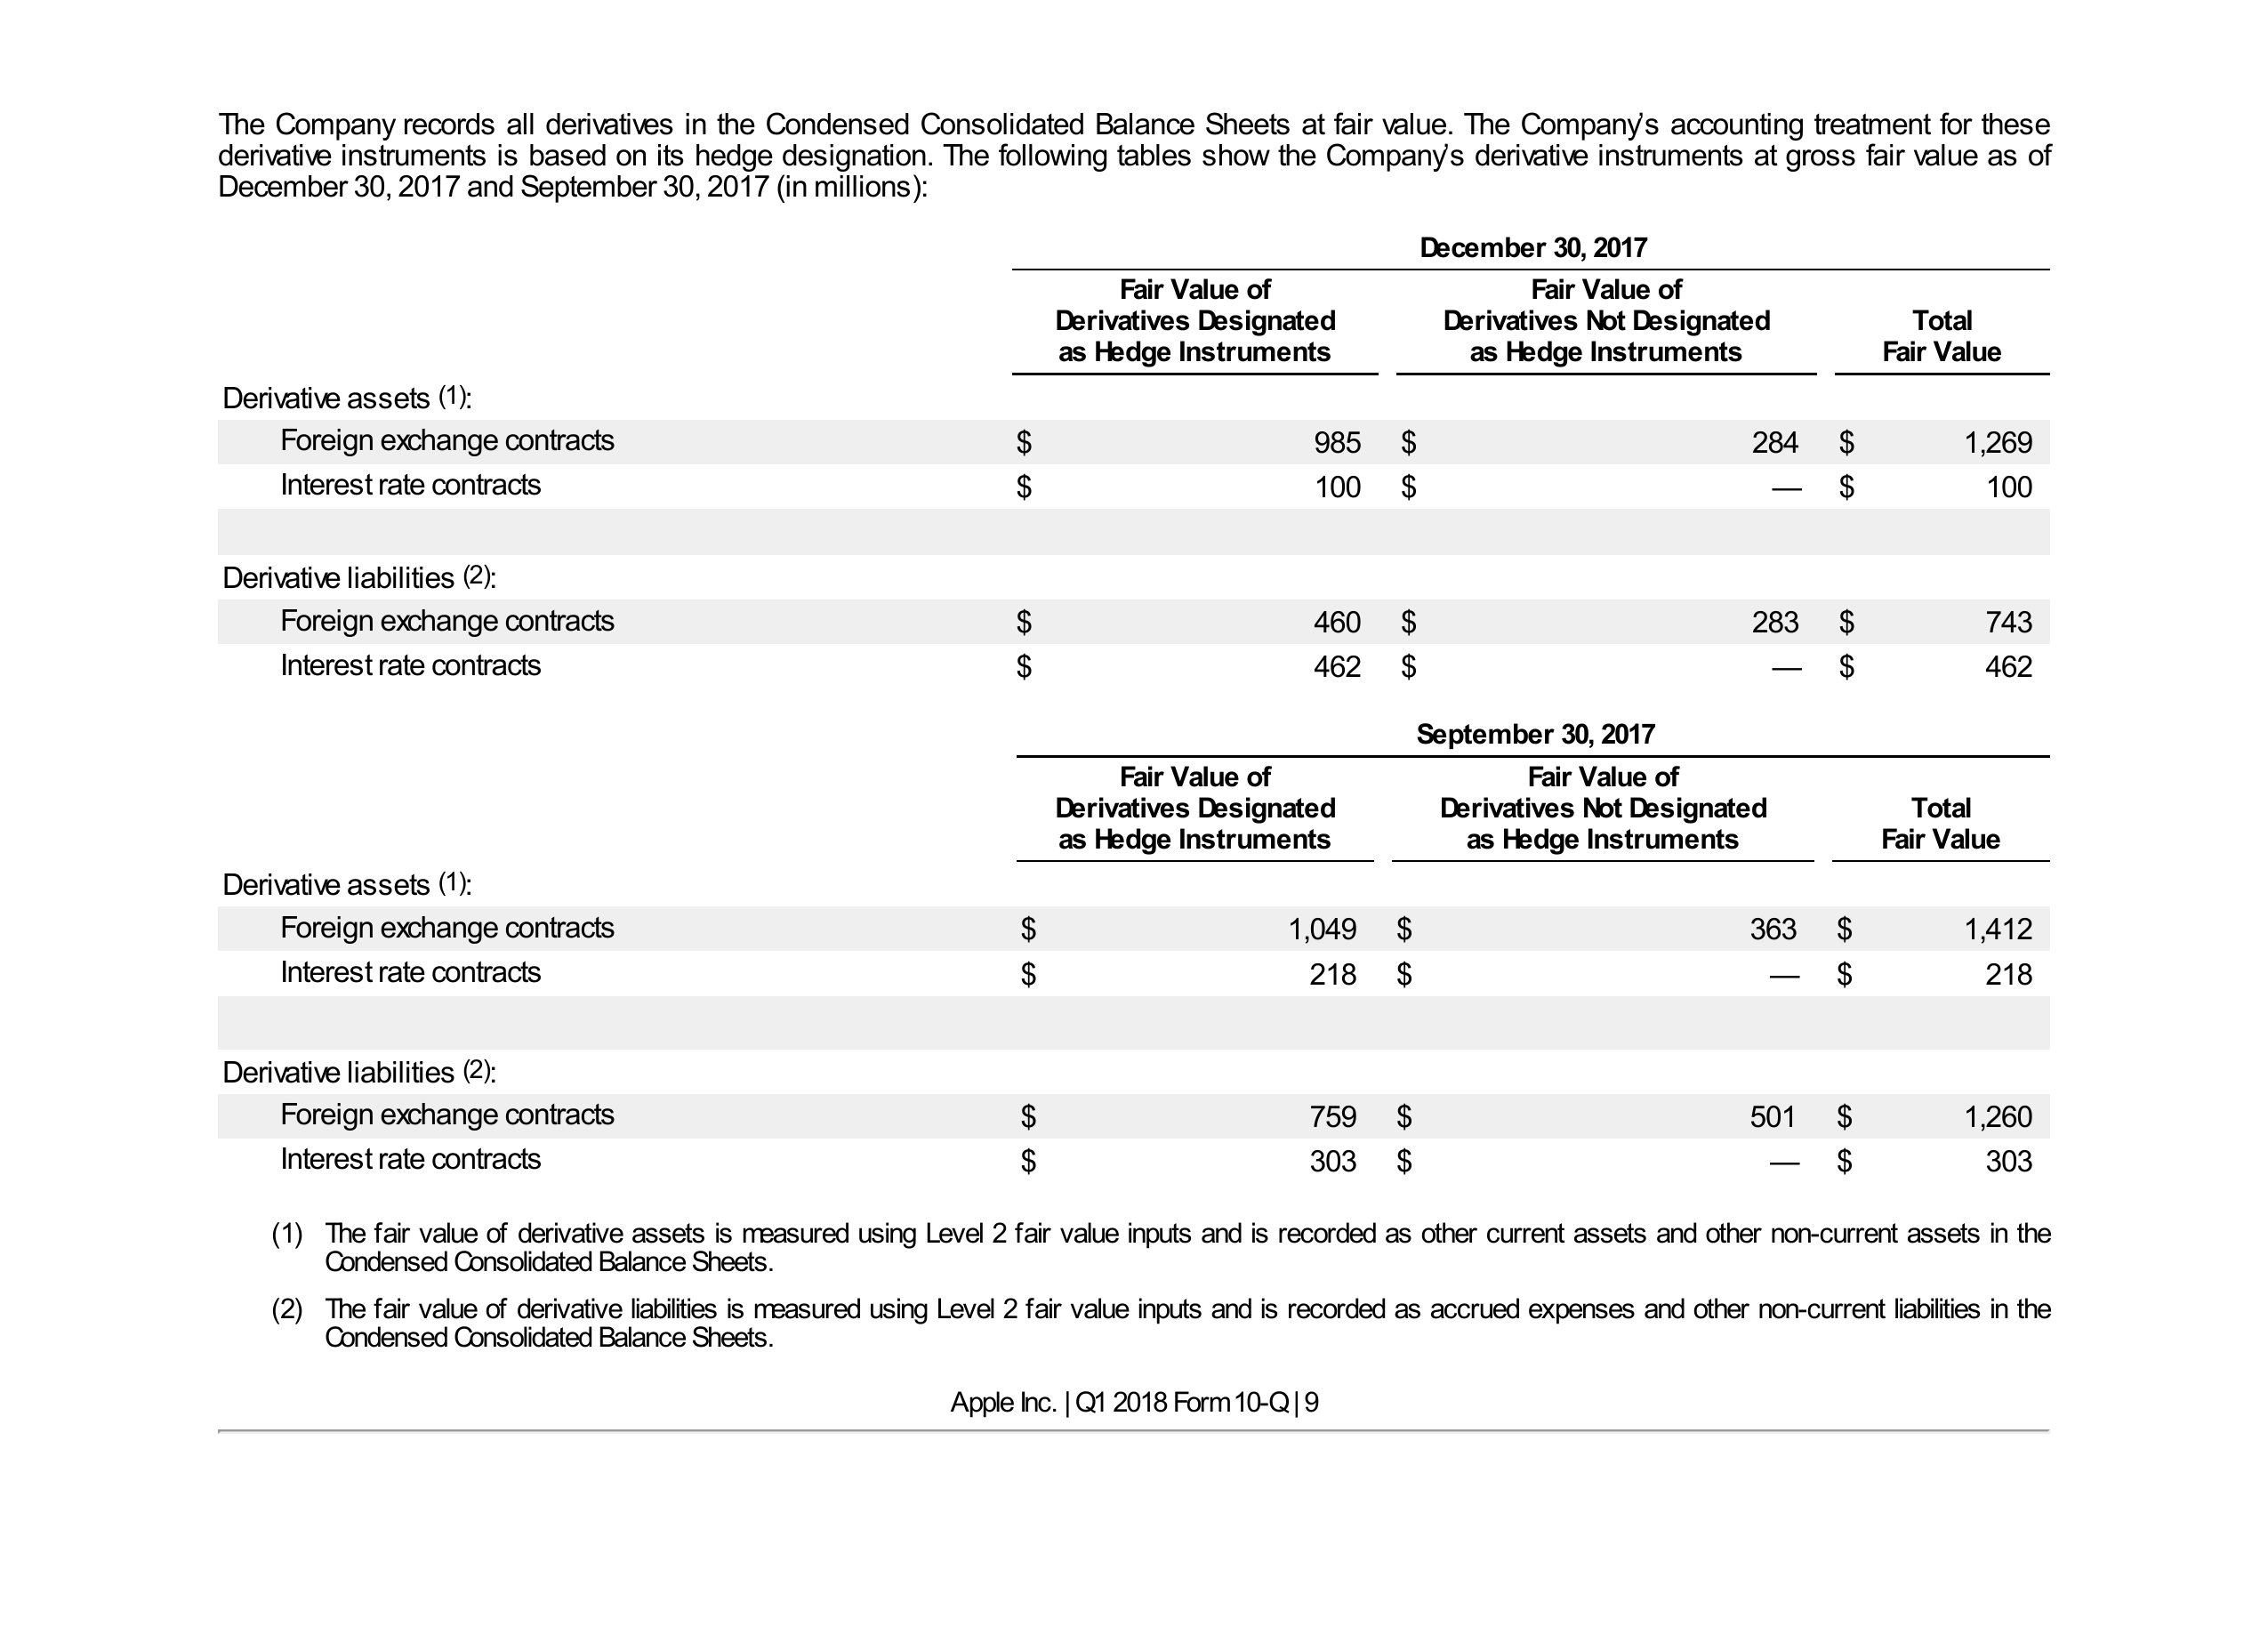 The Company records all derivatives in the Condensed Consolidated Balance Sheets at fair value. The Company's accounting treatment for these
derivative instruments is based on its hedge designation. The following tables show the Company's derivative instruments at gross fair value as of
December 30, 2017 and September 30, 2017 (in millions):
December 30, 2017
Fair Value of Derivatives Designated as Hedge Instruments
Fair Value of Derivatives Not Designated as Hedge Instruments
Total Fair Value
Derivative assets (1):
Foreign exchange contracts $ 985 $ 284 $ 1,269
Interest rate contracts $ 100 $ — $ 100
Derivative liabilities (2):
Foreign exchange contracts $ 460 $ 283 $ 743
Interest rate contracts $ 462 $ — $ 462
September 30, 2017
Fair Value of Derivatives Designated as Hedge Instruments
Fair Value of Derivatives Not Designated as Hedge Instruments
Total Fair Value
Derivative assets (1):
Foreign exchange contracts $ 1,049 $ 363 $ 1,412
Interest rate contracts $ 218 $ — $ 218
Derivative liabilities (2):
Foreign exchange contracts $ 759 $ 501 $ 1,260
Interest rate contracts $ 303 $ — $ 303
(1) The fair value of derivative assets is measured using Level 2 fair value inputs and is recorded as other current assets and other non-current assets in the
Condensed Consolidated Balance Sheets.
(2) The fair value of derivative liabilities is measured using Level 2 fair value inputs and is recorded as accrued expenses and other non-current liabilities in the
Condensed Consolidated Balance Sheets.
Apple Inc. | Q1 2018 Form 10-Q | 9